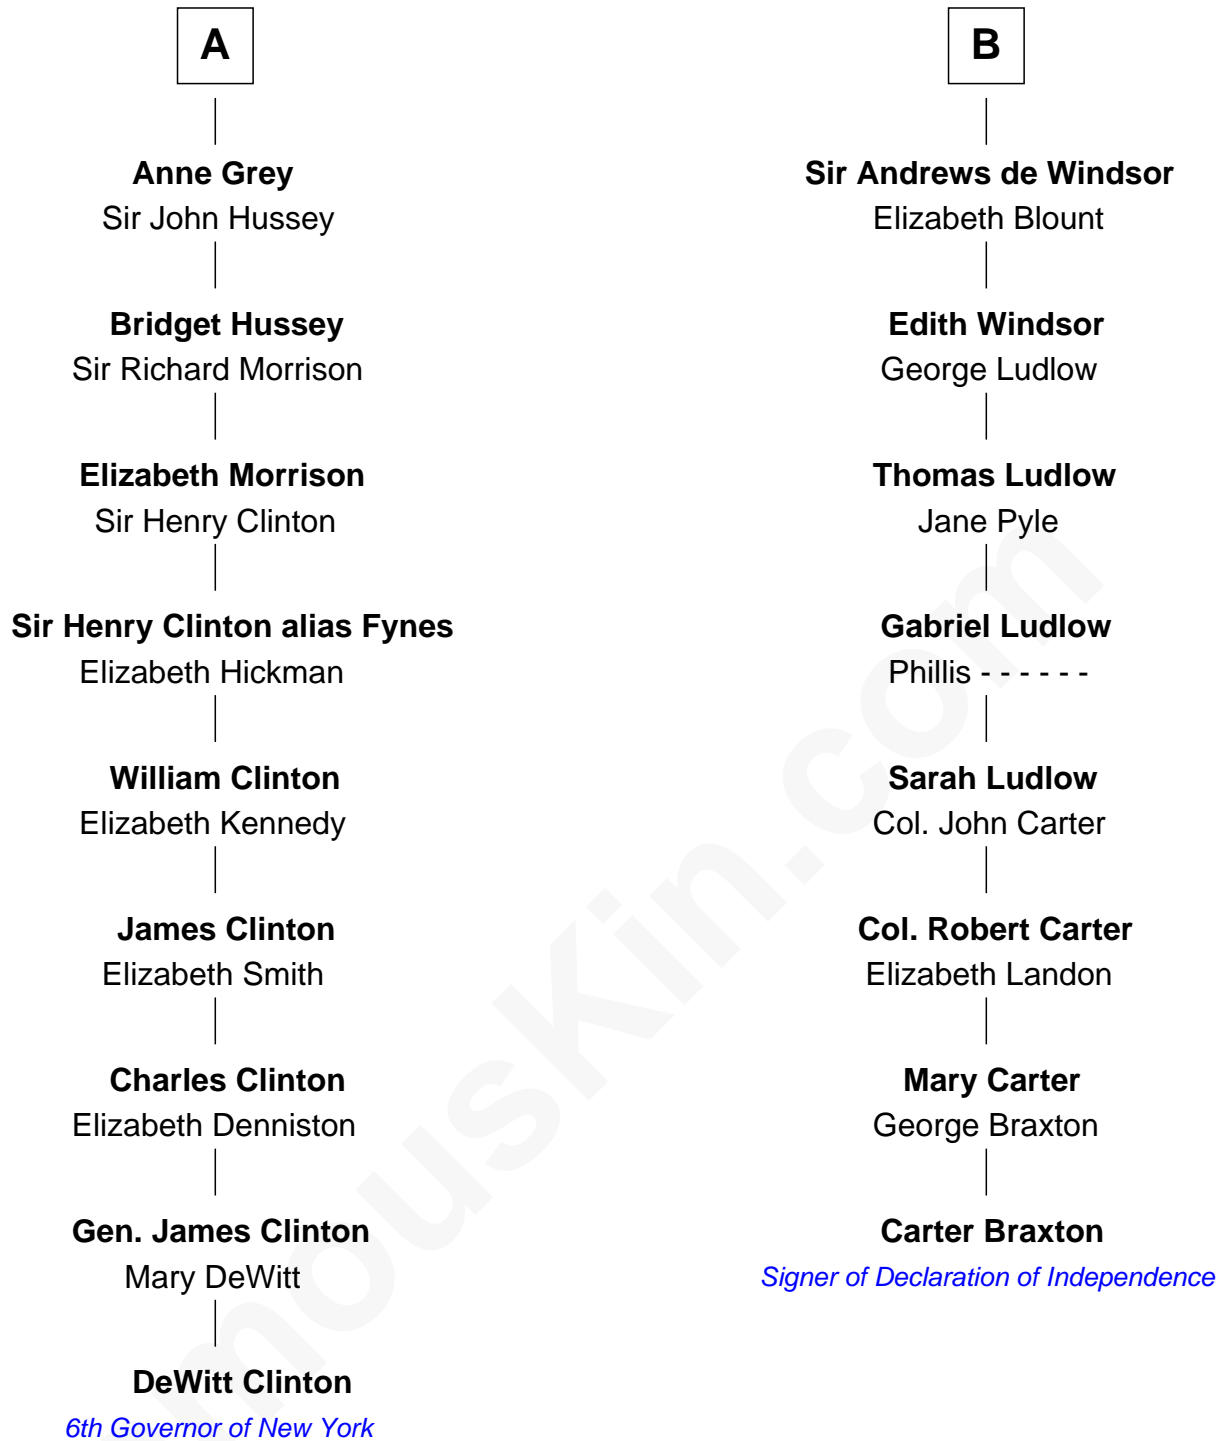 A
Anne Grey
Sir John Hussey
Bridget Hussey
Sir Richard Morrison
Elizabeth Morrison
Sir Henry Clinton
Sir Henry Clinton alias Fynes
Elizabeth Hickman
William Clinton
Elizabeth Kennedy
James Clinton
Elizabeth Smith
Charles Clinton
Elizabeth Denniston
Gen. James Clinton
Mary DeWitt
DeWitt Clinton
6th Governor of New York
B
Sir Andrews de Windsor
Elizabeth Blount
Edith Windsor
George Ludlow
Thomas Ludlow
Jane Pyle
Gabriel Ludlow
Phillis - - - - - -
Sarah Ludlow
Col. John Carter
Col. Robert Carter
Elizabeth Landon
Mary Carter
George Braxton
Carter Braxton
Signer of Declaration of Independence
mousKin.com